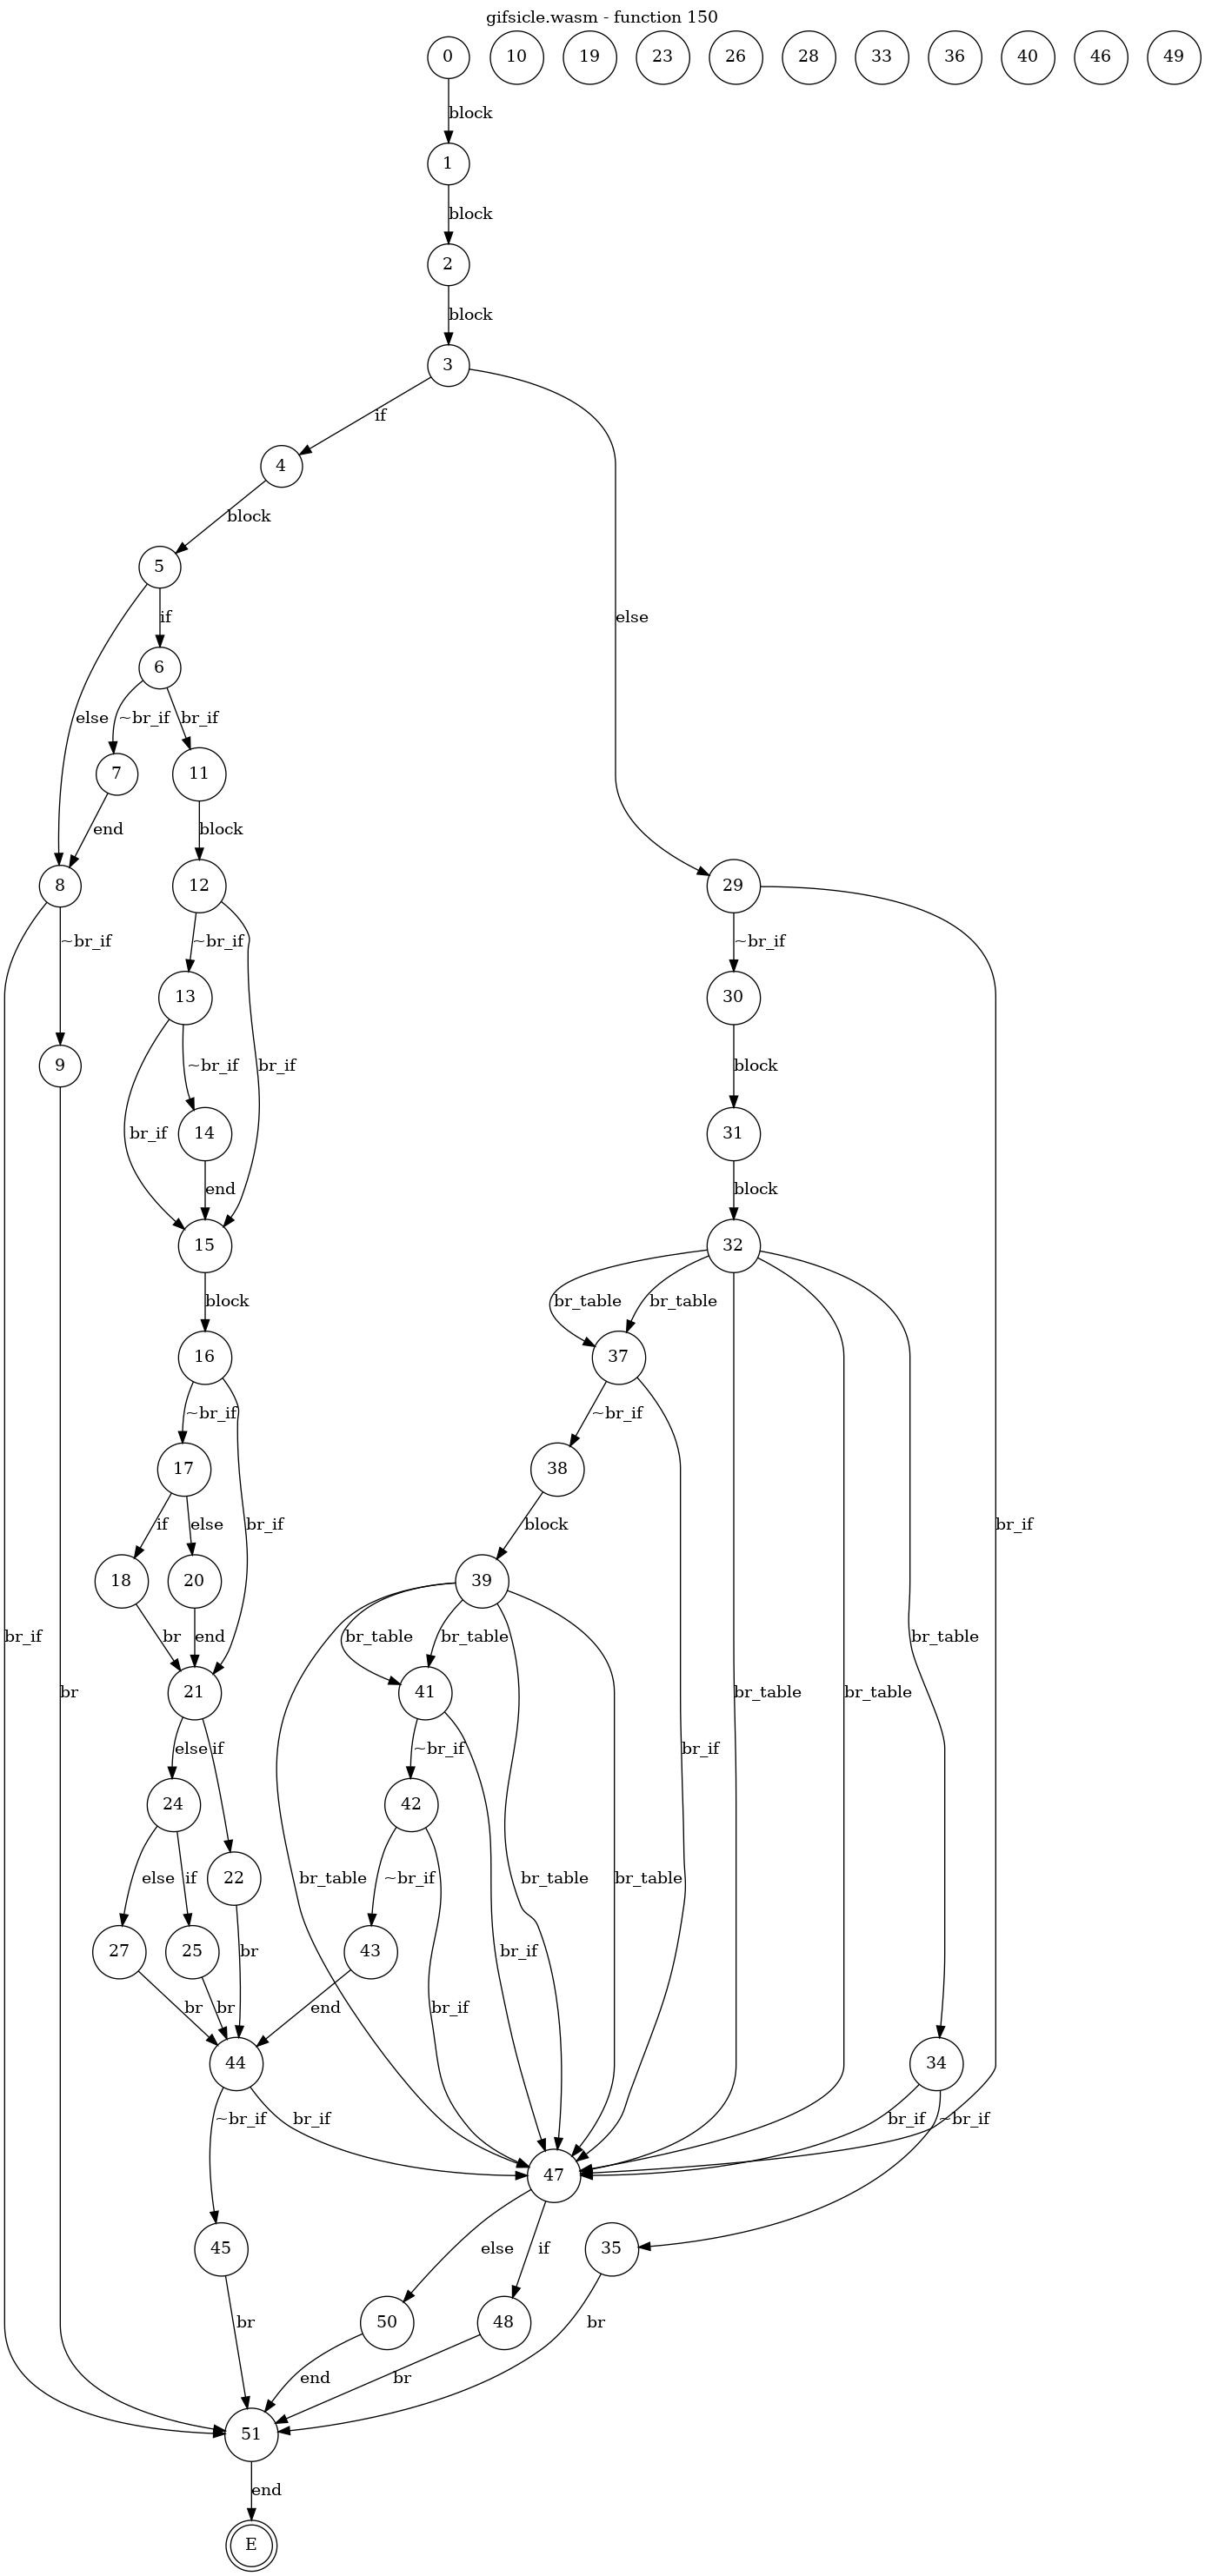 gifsicle.wasm - function 150
0 10 19 23 26 28 33 36 40 46 49
block
1
block
2
block
3
if
4
block
5
if
else
6
else ~br_if br_if
7 11
end block
8 12 29
~br_if ~br_if ~br_if
13 30
9 ~br_if br_if block
br_if 14 31
end block
15 32
block br_table br_table
16 37
~br_if br_if ~br_if
17 38
if else br_if block br_if
18 20 39
br_if br end br_table br_table br_table
br 21 41 br_table br_table br_if
else if ~br_if
24 42
else if 22 ~br_if br_table br_table br_table
27 25 br 43 br_if
br br end br_if
44 34
~br_if br_if br_if ~br_if
47
45 else if 35
br 50 48 br
end br
51
end
E